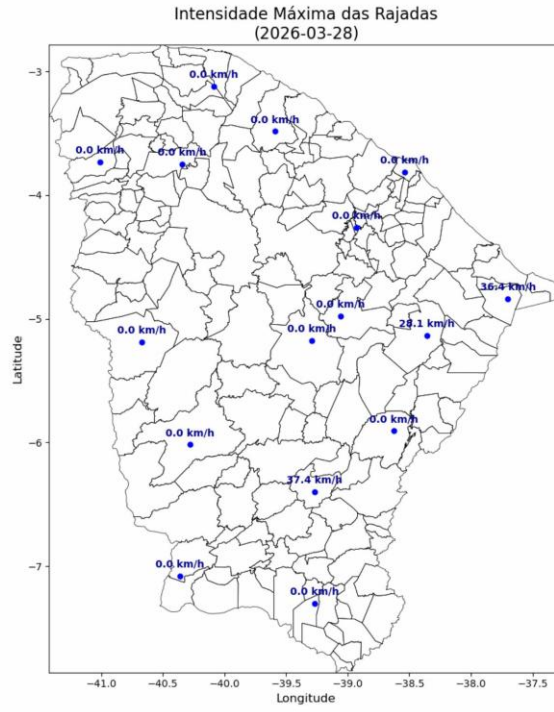 Intensidade Máxima das Rajadas
(2026-03-28)
−3
0.0 km/h
0.0 km/h
0.0 km/h
0.0 km/h
0.0 km/h
−4
0.0 km/h
36.4 km/h
0.0 km/h
−5
0.0 km/h
0.0 km/h
28.1 km/h
Latitude
0.0 km/h
−6
0.0 km/h
37.4 km/h
−7
0.0 km/h
0.0 km/h
−41.0
−40.5
−40.0
−39.5
−39.0
−38.5
−38.0
−37.5
Longitude